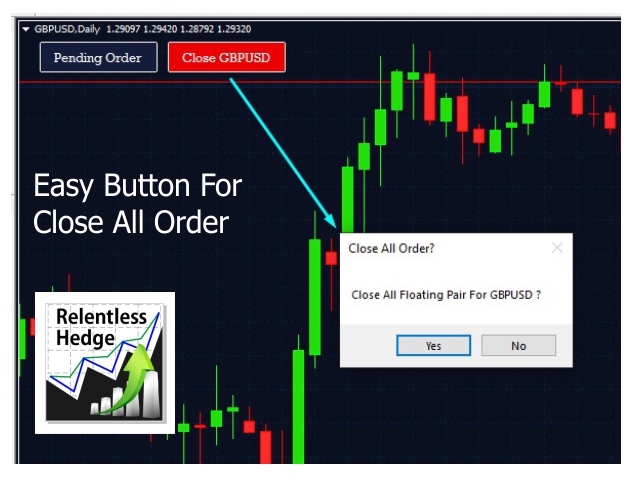 GBPUSD,Daily 1.29097 1.29420 1.28792 1.29320
Pending Order
Close GBPUSD
Easy Button For
Close All Order
Close All Order?
Close All Floating Pair For GBPUSD ?
Yes
No
Relentless
Hedge